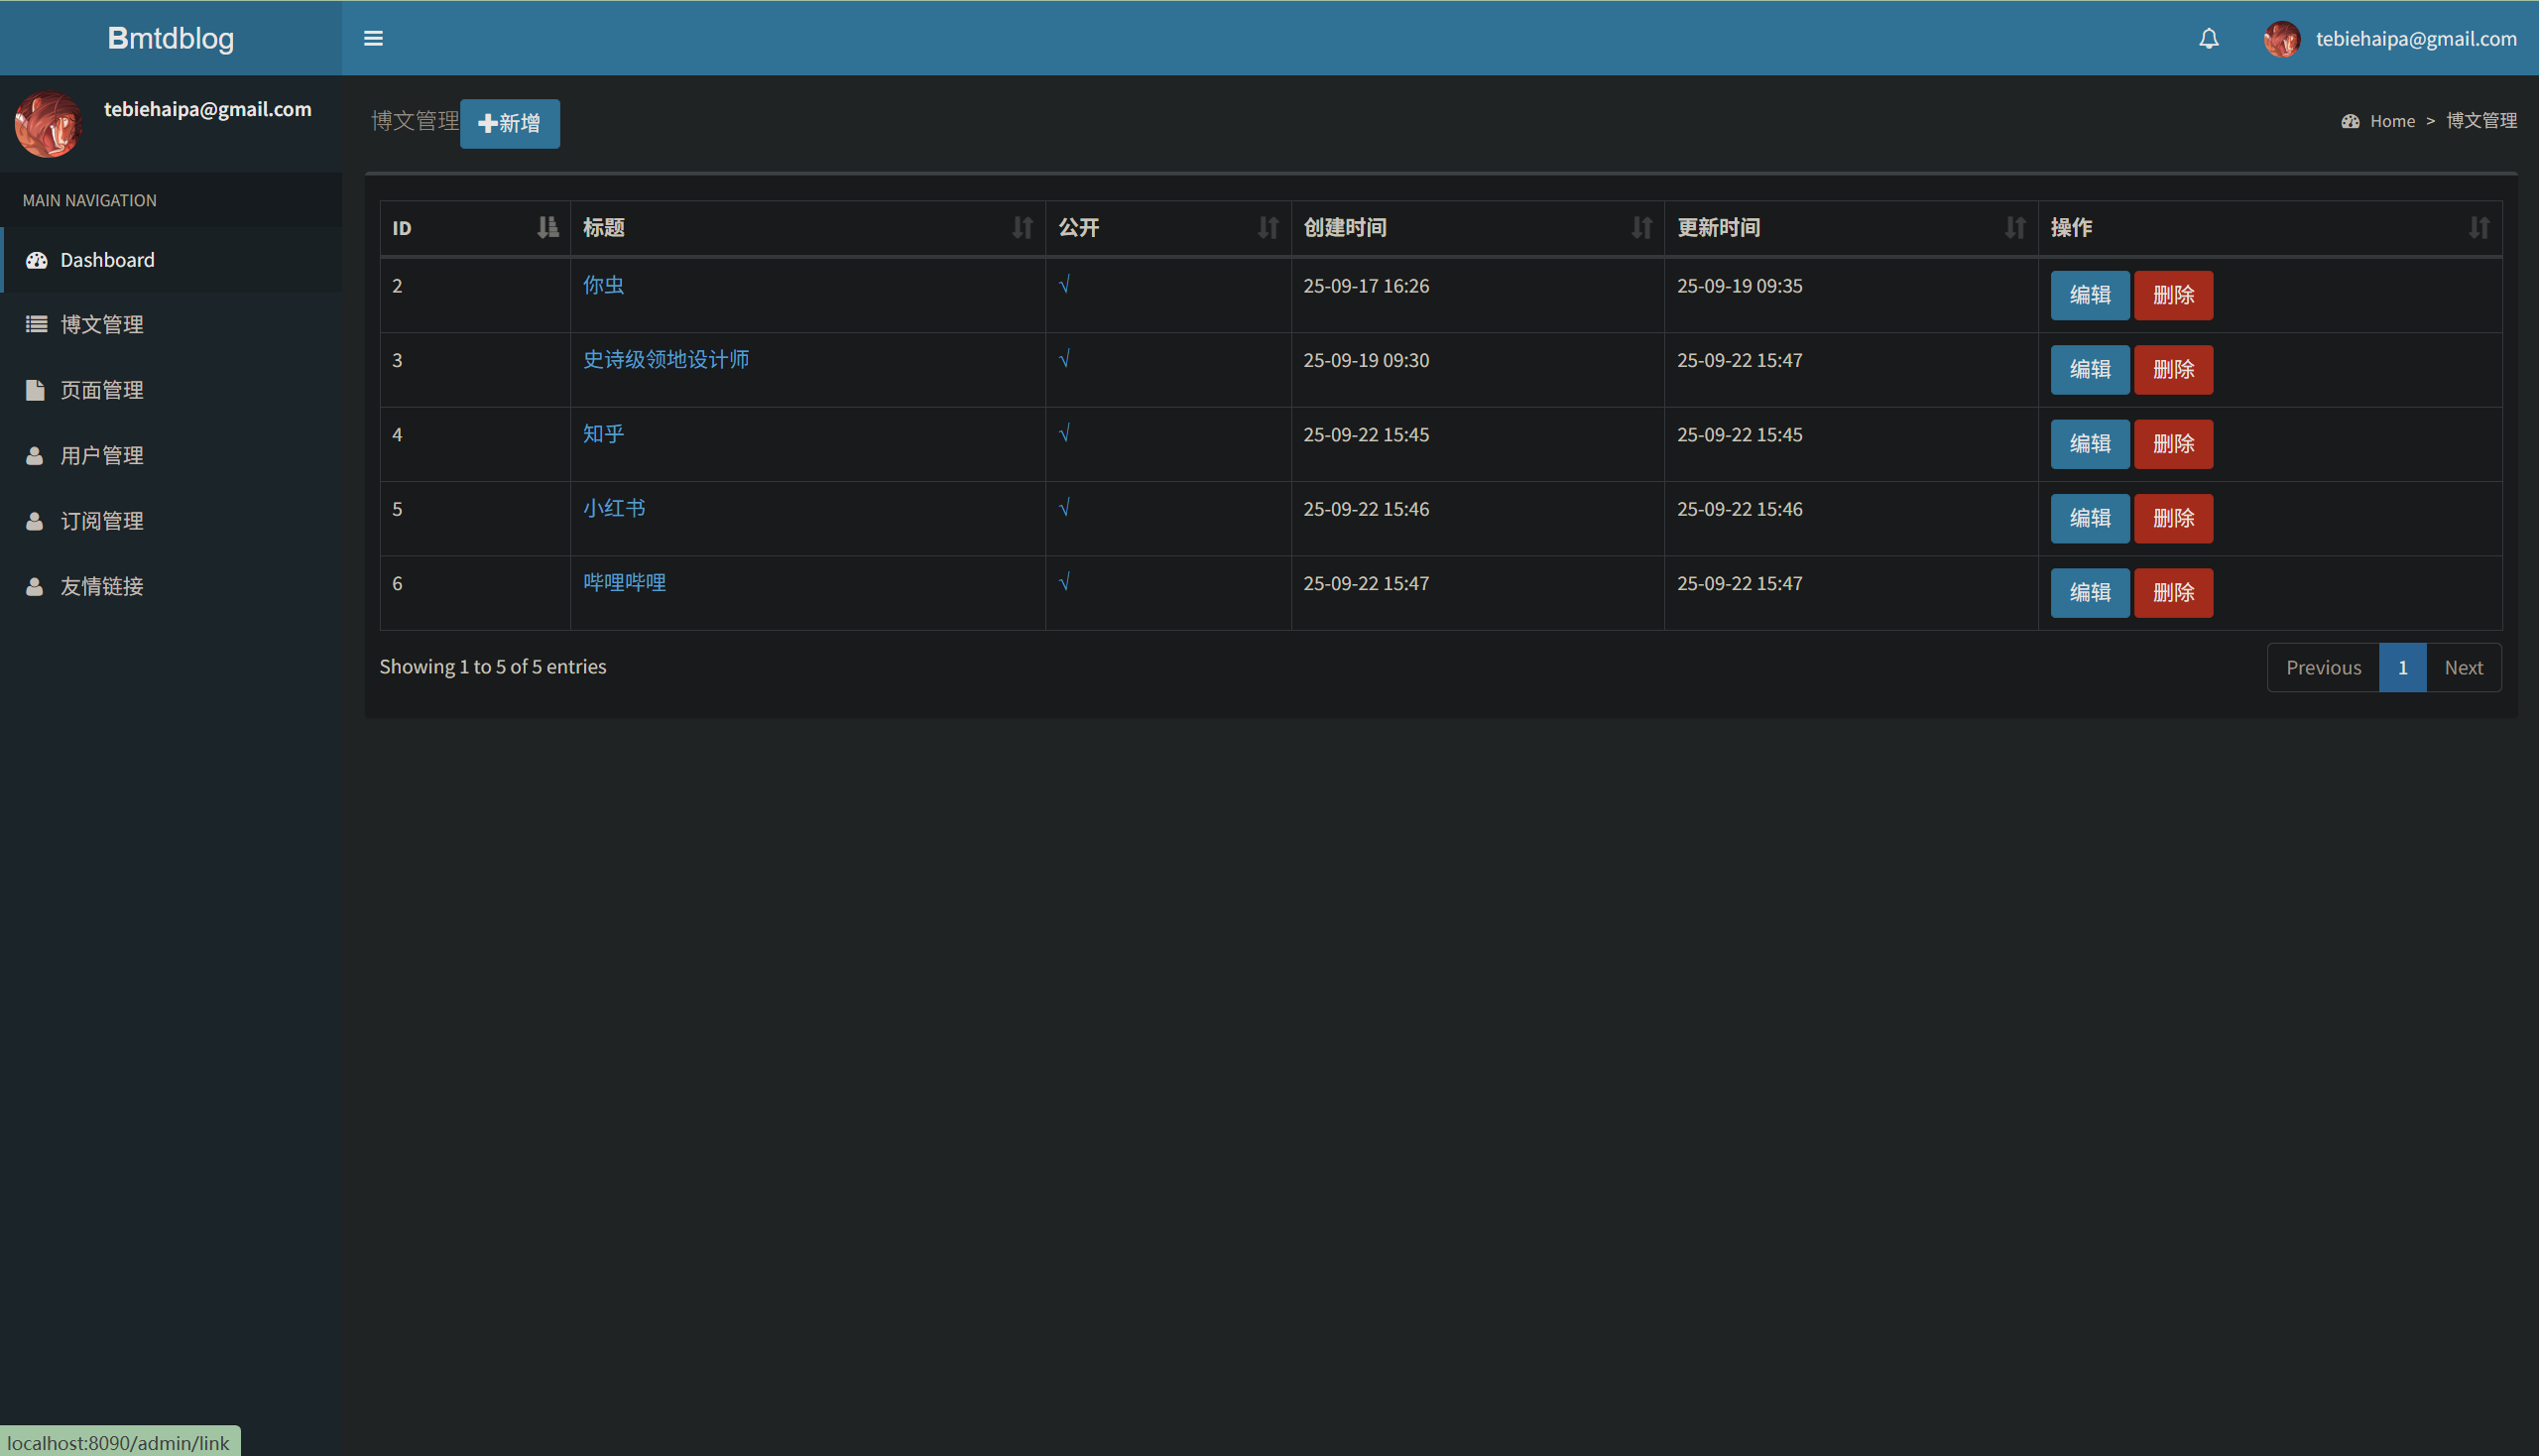 Bmtdblog
tebiehaipa@gmail.com
tebiehaipa@gmail.com
MAIN NAVIGATION
Dashboard
博文管理
页面管理
用户管理
订阅管理
友情链接
博文管理 新增
Home > 博文管理
ID 标题 公开 创建时间 更新时间 操作
2 你虫 √ 25-09-17 16:26 25-09-19 09:35 编辑 删除
3 史诗级领地设计师 √ 25-09-19 09:30 25-09-22 15:47 编辑 删除
4 知乎 √ 25-09-22 15:45 25-09-22 15:45 编辑 删除
5 小红书 √ 25-09-22 15:46 25-09-22 15:46 编辑 删除
6 哔哩哔哩 √ 25-09-22 15:47 25-09-22 15:47 编辑 删除
Showing 1 to 5 of 5 entries
Previous 1 Next
localhost:8090/admin/link